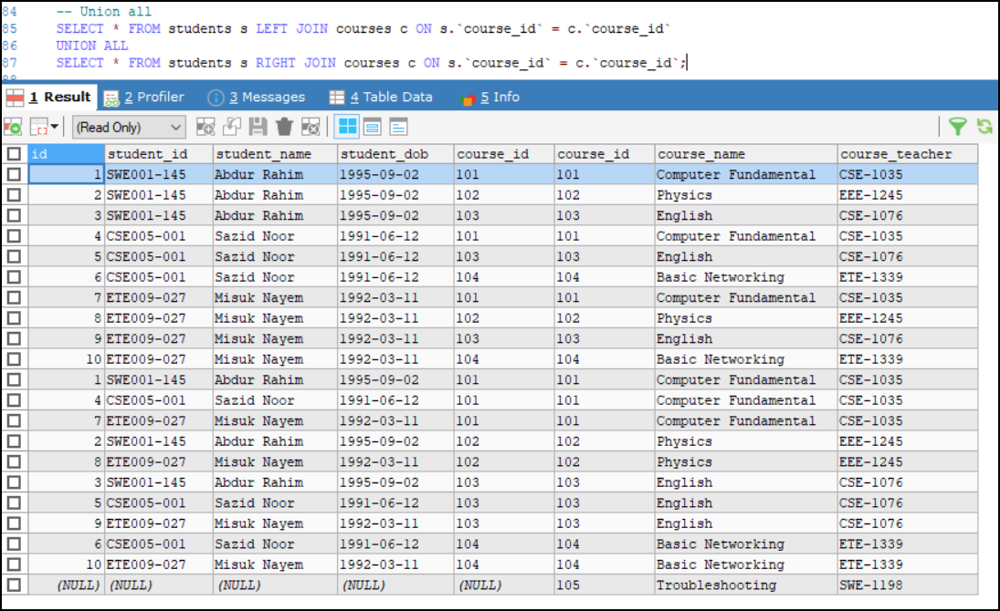 84 -- Union all
85 SELECT * FROM students s LEFT JOIN courses c ON s.`course_id` = c.`course_id`
86 UNION ALL
87 SELECT * FROM students s RIGHT JOIN courses c ON s.`course_id` = c.`course_id`;
1 Result 2 Profiler 3 Messages 4 Table Data 5 Info
(Read Only)
id student_id student_name student_dob course_id course_id course_name course_teacher
1 SWE001-145 Abdur Rahim 1995-09-02 101 101 Computer Fundamental CSE-1035
2 SWE001-145 Abdur Rahim 1995-09-02 102 102 Physics EEE-1245
3 SWE001-145 Abdur Rahim 1995-09-02 103 103 English CSE-1076
4 CSE005-001 Sazid Noor 1991-06-12 101 101 Computer Fundamental CSE-1035
5 CSE005-001 Sazid Noor 1991-06-12 103 103 English CSE-1076
6 CSE005-001 Sazid Noor 1991-06-12 104 104 Basic Networking ETE-1339
7 ETE009-027 Misuk Nayem 1992-03-11 101 101 Computer Fundamental CSE-1035
8 ETE009-027 Misuk Nayem 1992-03-11 102 102 Physics EEE-1245
9 ETE009-027 Misuk Nayem 1992-03-11 103 103 English CSE-1076
10 ETE009-027 Misuk Nayem 1992-03-11 104 104 Basic Networking ETE-1339
1 SWE001-145 Abdur Rahim 1995-09-02 101 101 Computer Fundamental CSE-1035
4 CSE005-001 Sazid Noor 1991-06-12 101 101 Computer Fundamental CSE-1035
7 ETE009-027 Misuk Nayem 1992-03-11 101 101 Computer Fundamental CSE-1035
2 SWE001-145 Abdur Rahim 1995-09-02 102 102 Physics EEE-1245
8 ETE009-027 Misuk Nayem 1992-03-11 102 102 Physics EEE-1245
3 SWE001-145 Abdur Rahim 1995-09-02 103 103 English CSE-1076
5 CSE005-001 Sazid Noor 1991-06-12 103 103 English CSE-1076
9 ETE009-027 Misuk Nayem 1992-03-11 103 103 English CSE-1076
6 CSE005-001 Sazid Noor 1991-06-12 104 104 Basic Networking ETE-1339
10 ETE009-027 Misuk Nayem 1992-03-11 104 104 Basic Networking ETE-1339
(NULL) (NULL) (NULL) (NULL) (NULL) 105 Troubleshooting SWE-1198